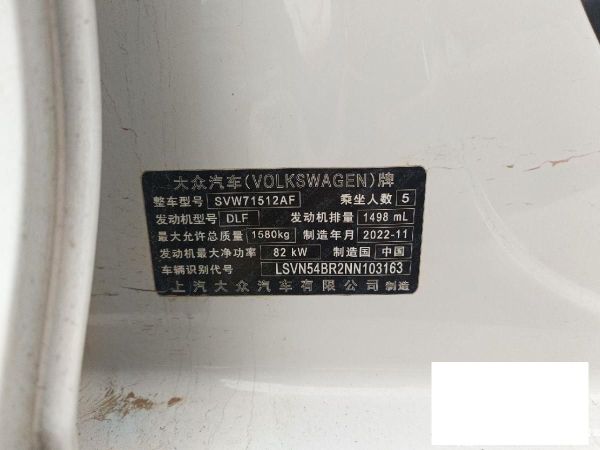 大众汽车(VOLKSWAGEN)牌
整车型号 SVW71512AF 乘坐人数 5
发动机型号 DLF 发动机排量 1498 mL
最大允许总质量 1580kg 制造年月 2022-11
发动机最大净功率 82 kW 制造国 中国
车辆识别代号 LSVN54BR2NN103163
上汽大众汽车有限公司 制造